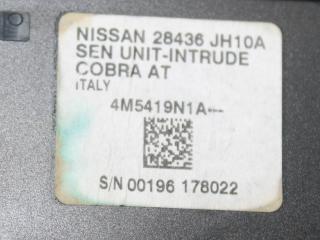 NISSAN 28436 JH10A
SEN UNIT-INTRUDE
COBRA AT
ITALY
4M5419N1A---
S/N 00196 178022